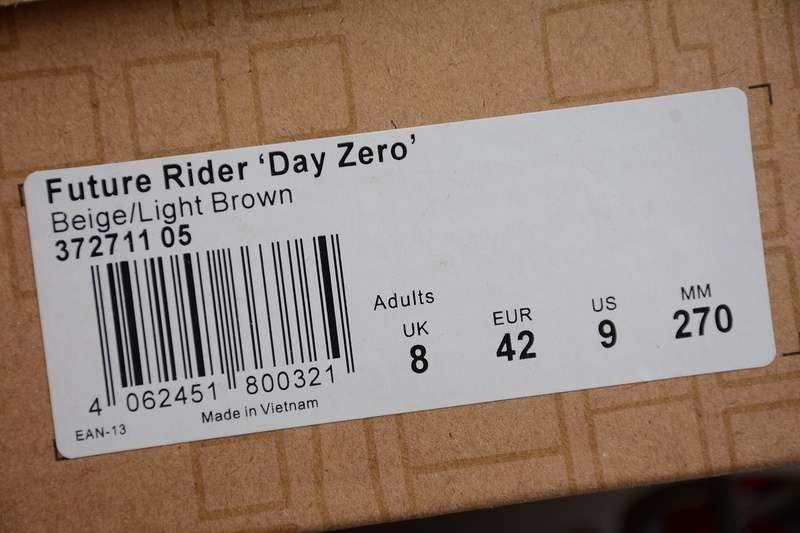 Future Rider ‘Day Zero’
Beige/Light Brown
372711 05
Adults
UK EUR US MM
8 42 9 270
4 062451 800321
EAN-13 Made in Vietnam